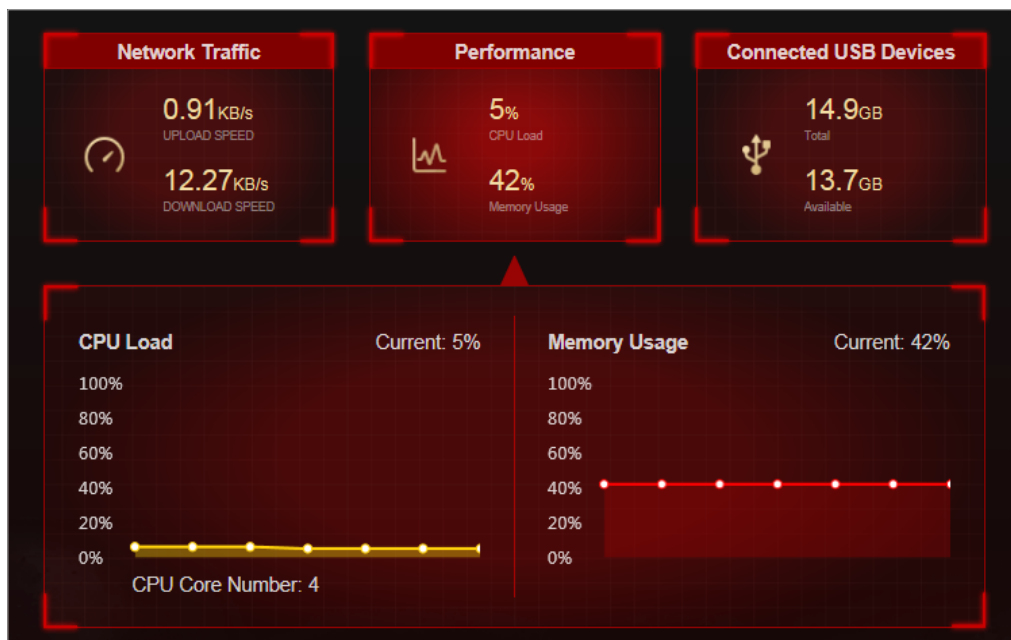 Network Traffic
0.91KB/s
UPLOAD SPEED
12.27KB/s
DOWNLOAD SPEED
Performance
5%
CPU Load
42%
Memory Usage
Connected USB Devices
14.9GB
Total
13.7GB
Available
CPU Load
Current: 5%
100%
80%
60%
40%
20%
0%
CPU Core Number: 4
Memory Usage
Current: 42%
100%
80%
60%
40%
20%
0%